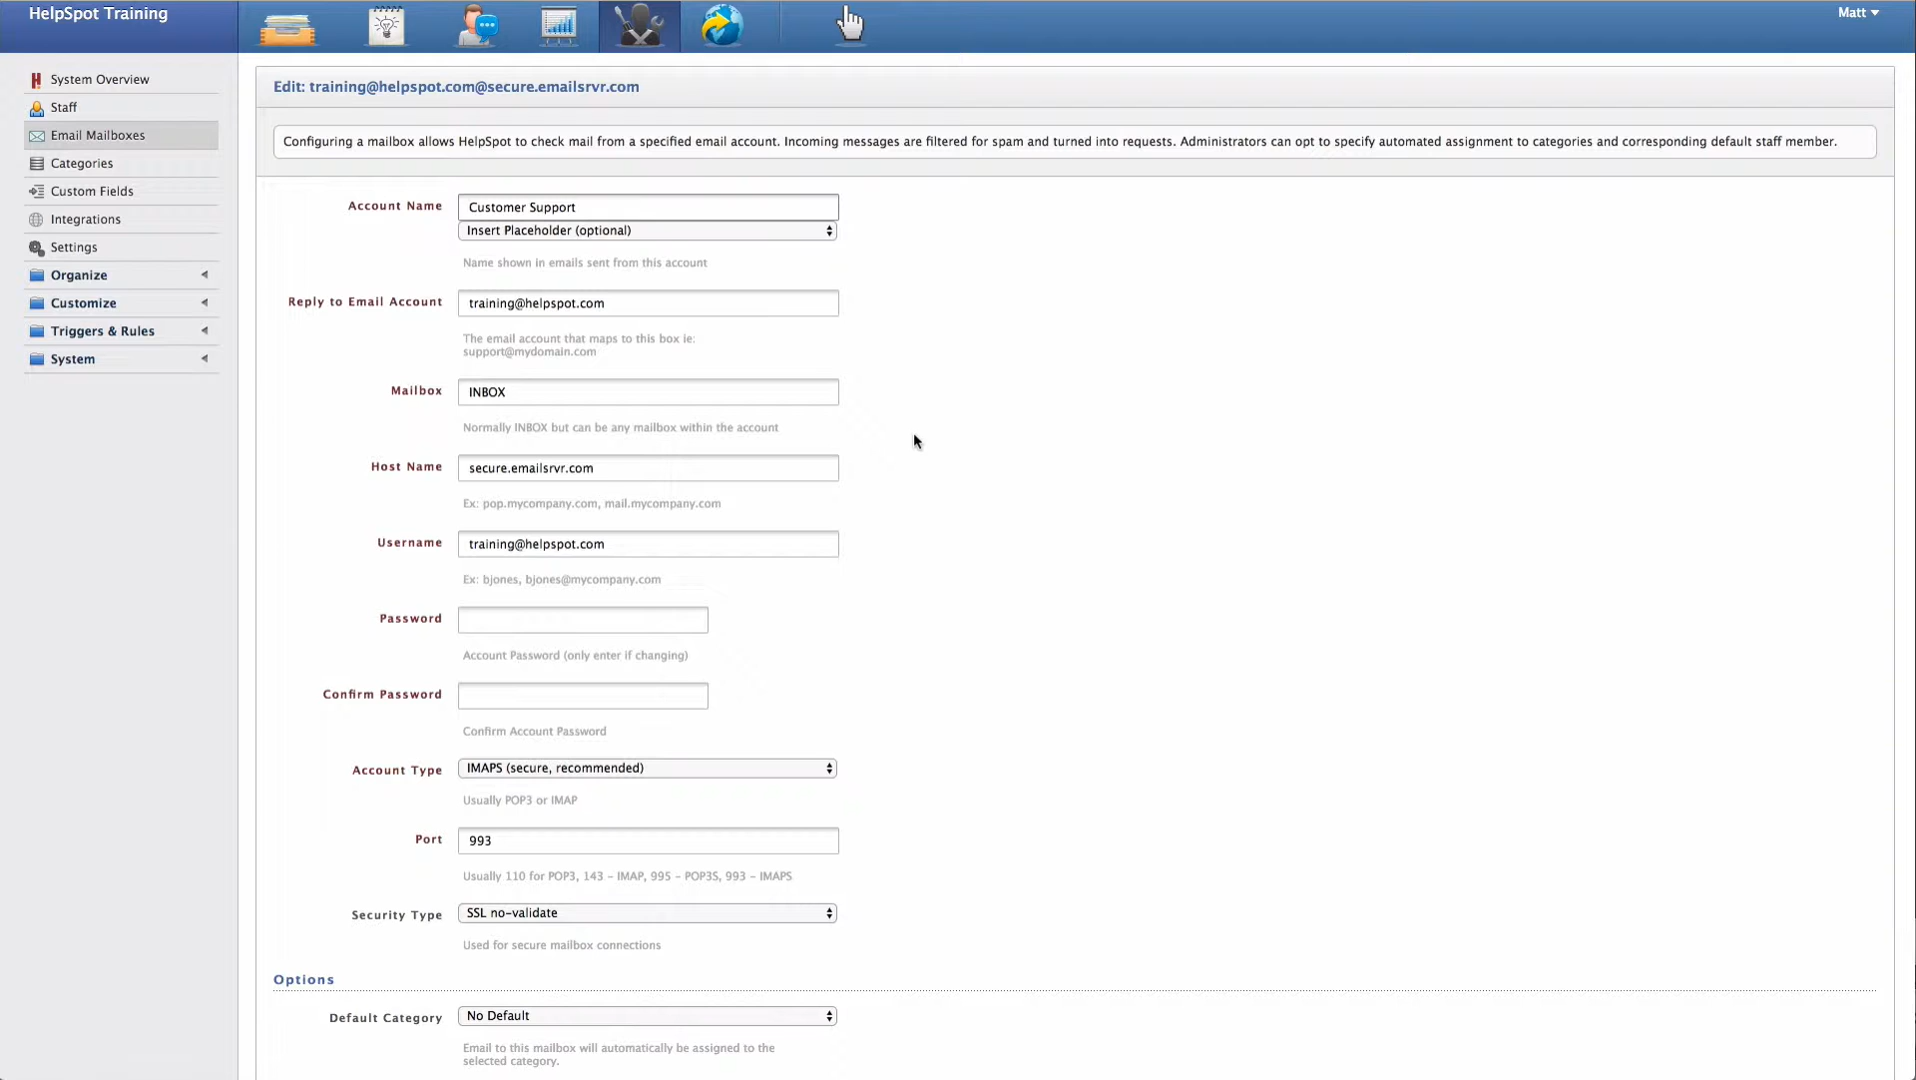 HelpSpot Training
Matt
System Overview
Staff
Email Mailboxes
Categories
Custom Fields
Integrations
Settings
Organize
Customize
Triggers & Rules
System
Edit: training@helpspot.com@secure.emailsrvr.com
Configuring a mailbox allows HelpSpot to check mail from a specified email account. Incoming messages are filtered for spam and turned into requests. Administrators can opt to specify automated assignment to categories and corresponding default staff member.
Account Name
Customer Support
Insert Placeholder (optional)
Name shown in emails sent from this account
Reply to Email Account
training@helpspot.com
The email account that maps to this box ie:
support@mydomain.com
Mailbox
INBOX
Normally INBOX but can be any mailbox within the account
Host Name
secure.emailsrvr.com
Ex: pop.mycompany.com, mail.mycompany.com
Username
training@helpspot.com
Ex: bjones, bjones@mycompany.com
Password
Account Password (only enter if changing)
Confirm Password
Confirm Account Password
Account Type
IMAPS (secure, recommended)
Usually POP3 or IMAP
Port
993
Usually 110 for POP3, 143 - IMAP, 995 - POP3S, 993 - IMAPS
Security Type
SSL no-validate
Used for secure mailbox connections
Options
Default Category
No Default
Email to this mailbox will automatically be assigned to the
selected category.